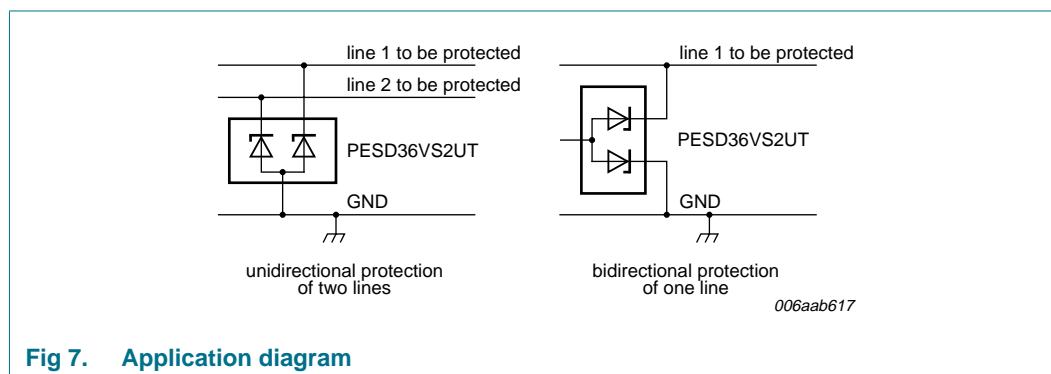 line 1 to be protected
line 2 to be protected
PESD36VS2UT
GND
unidirectional protection
of two lines
line 1 to be protected
PESD36VS2UT
GND
bidirectional protection
of one line
006aab617
Fig 7. Application diagram